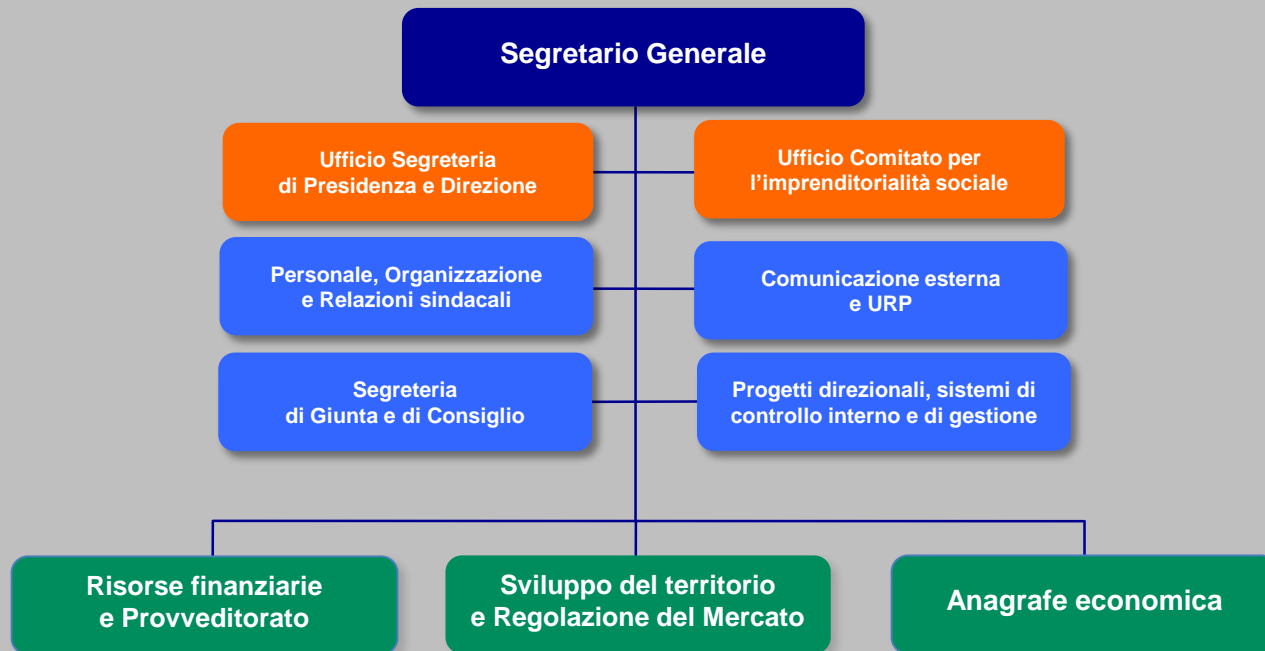 Segretario Generale
Ufficio Segreteria
di Presidenza e Direzione
Ufficio Comitato per
l’imprenditorialità sociale
Personale, Organizzazione
e Relazioni sindacali
Comunicazione esterna
e URP
Segreteria
di Giunta e di Consiglio
Progetti direzionali, sistemi di
controllo interno e di gestione
Risorse finanziarie
e Provveditorato
Sviluppo del territorio
e Regolazione del Mercato
Anagrafe economica